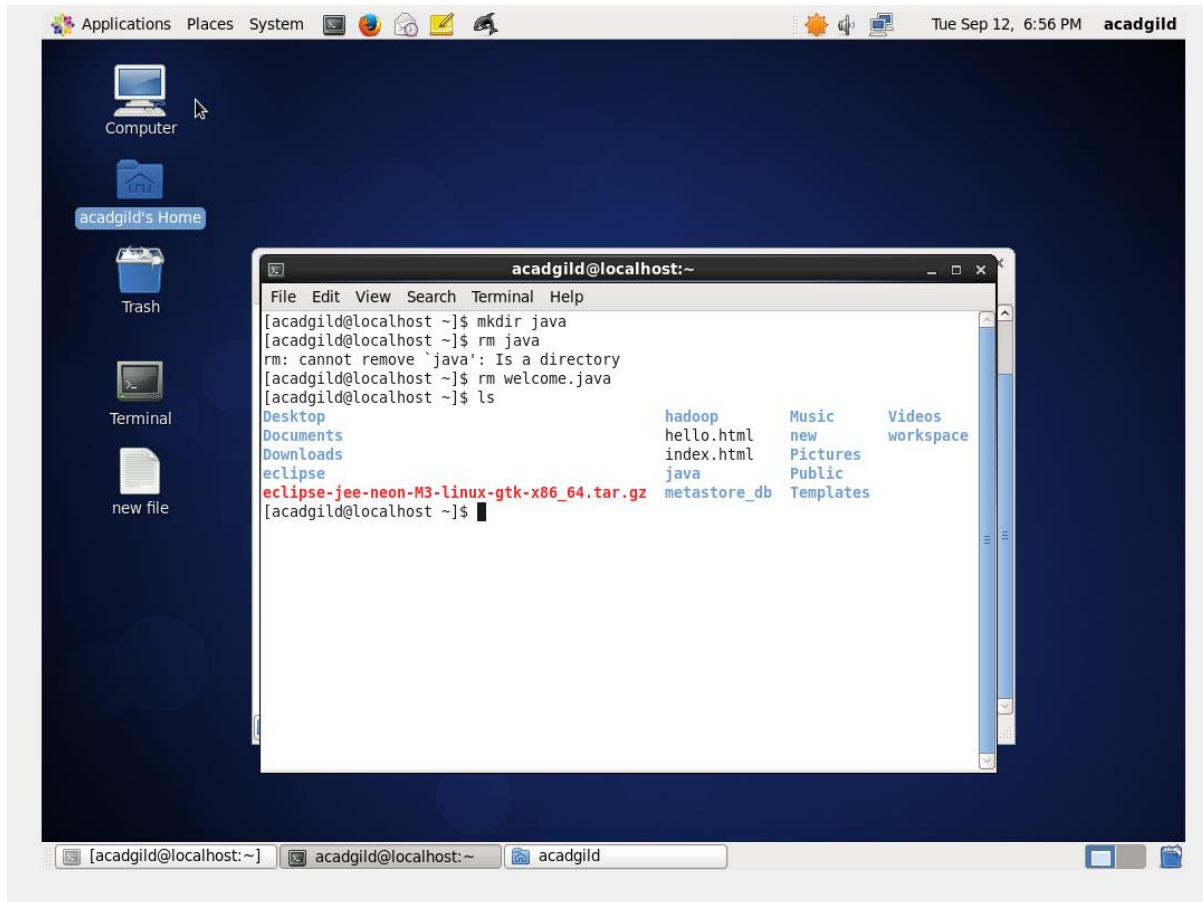 Applications Places System Tue Sep 12, 6:56 PM acadgild
Computer
acadgild's Home
Trash
Terminal
new file
acadgild@localhost:~
File Edit View Search Terminal Help
[acadgild@localhost ~]$ mkdir java
[acadgild@localhost ~]$ rm java
rm: cannot remove `java': Is a directory
[acadgild@localhost ~]$ rm welcome.java
[acadgild@localhost ~]$ ls
Desktop hadoop Music Videos
Documents hello.html new workspace
Downloads index.html Pictures
eclipse java Public
eclipse-jee-neon-M3-linux-gtk-x86_64.tar.gz metastore_db Templates
[acadgild@localhost ~]$
[acadgild@localhost:~] acadgild@localhost:~ acadgild